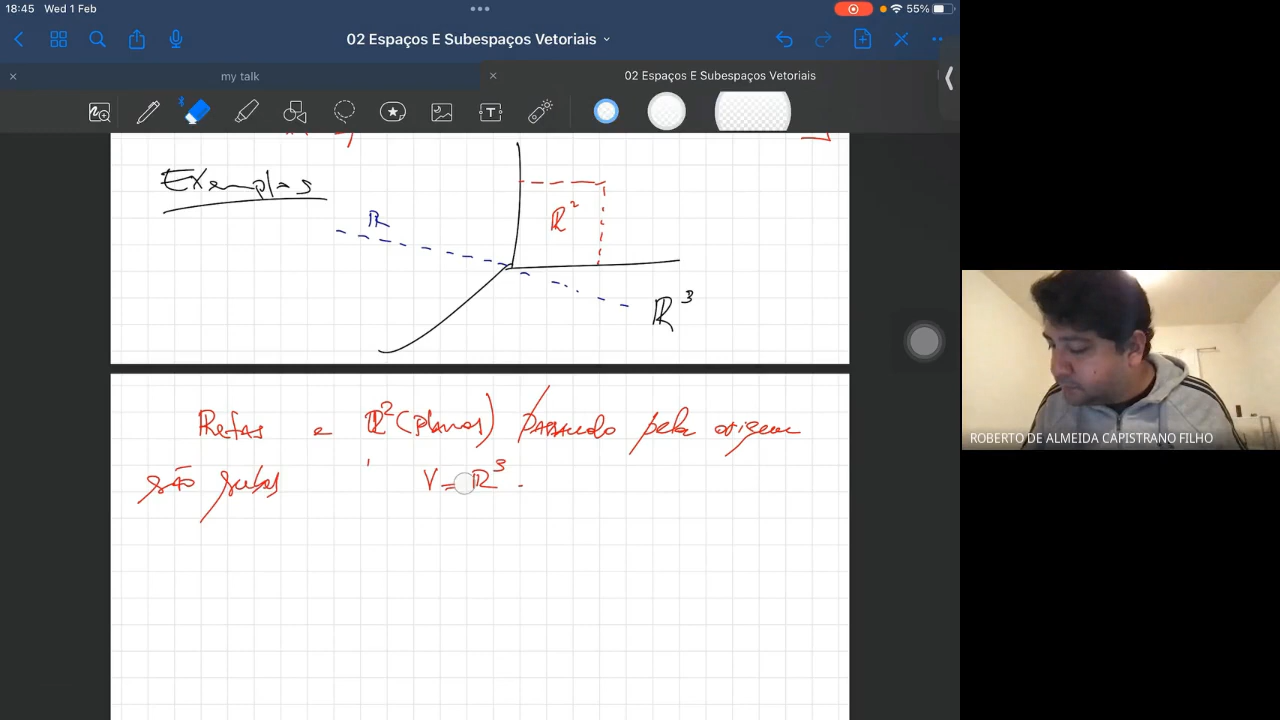 18:45 Wed 1 Feb
55%
02 Espaços E Subespaços Vetoriais
my talk
02 Espaços E Subespaços Vetoriais
T
Exemplos
ℝ
ℝ²
ℝ³
Retas e ℝ² (planos) passando pela origem
são subes V = ℝ³.
ROBERTO DE ALMEIDA CAPISTRANO FILHO